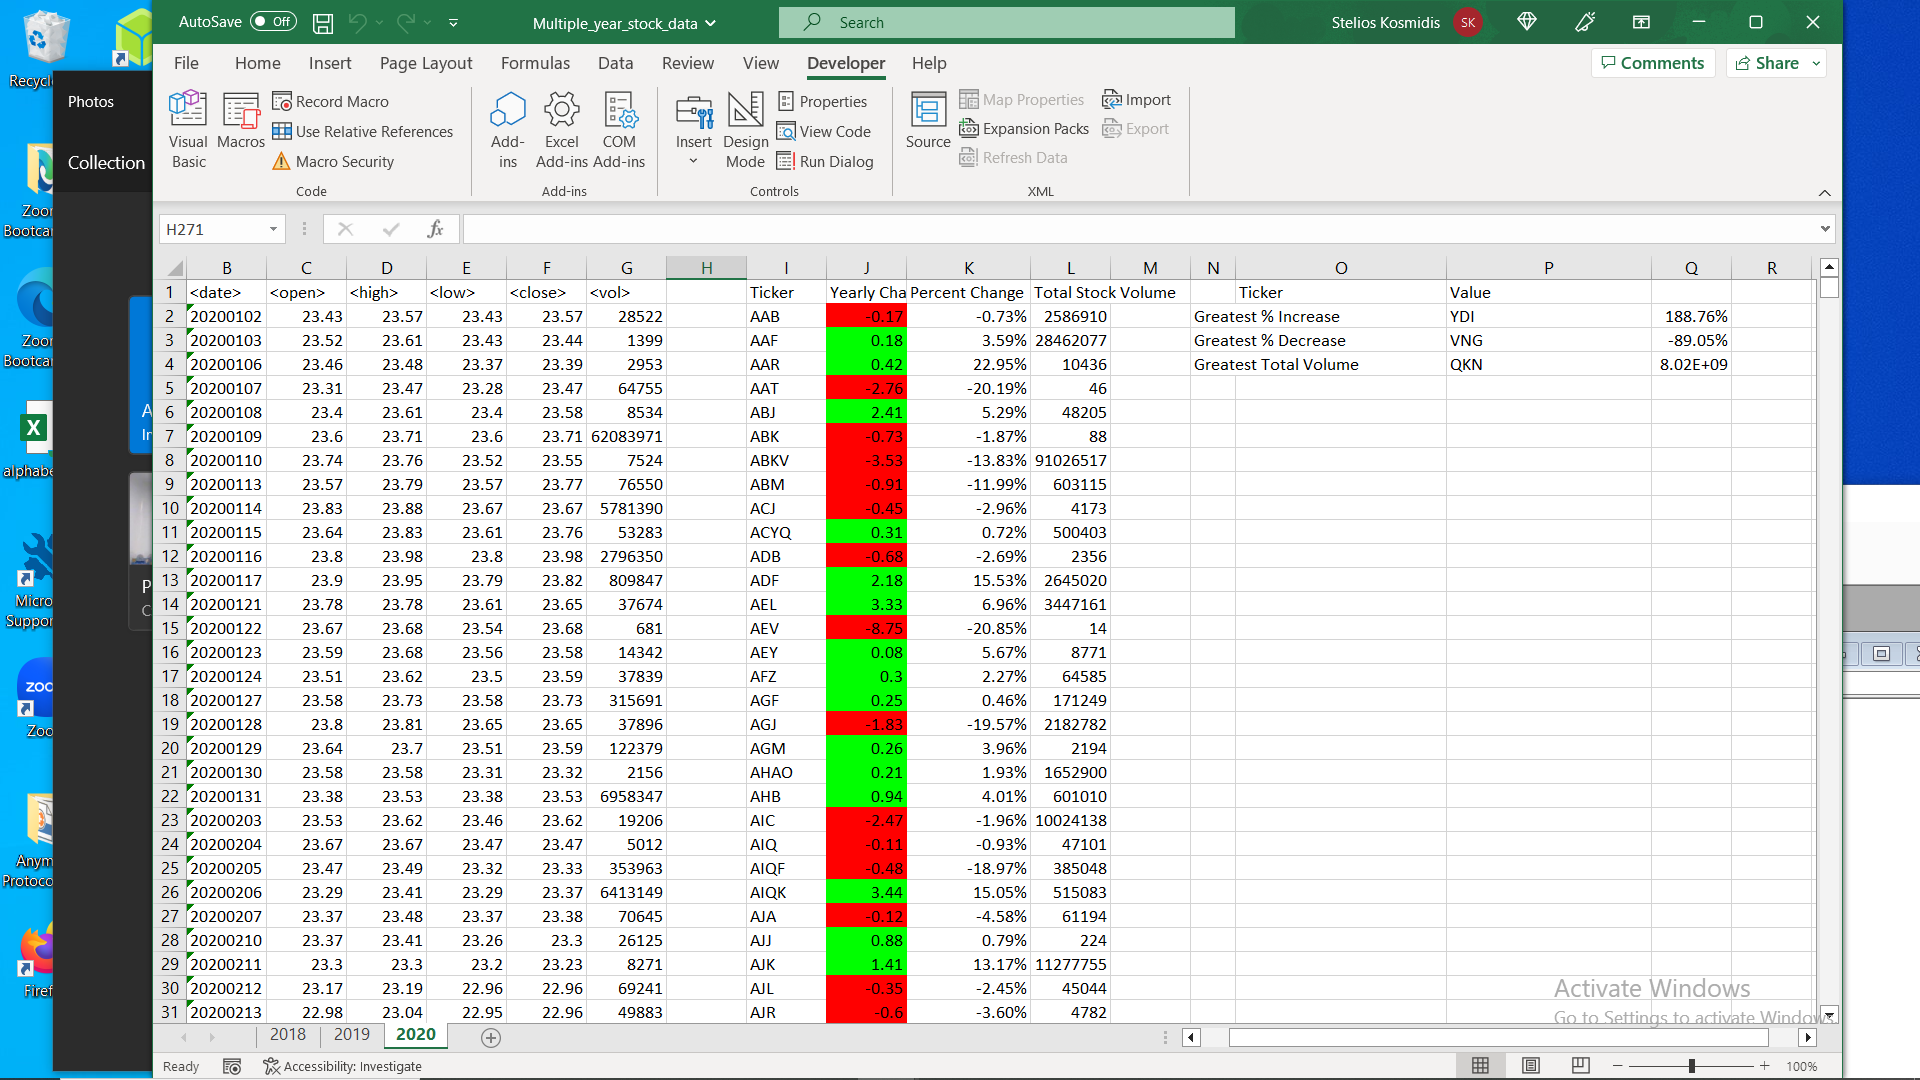 AutoSave Off Multiple_year_stock_data Search Stelios Kosmidis SK
File Home Insert Page Layout Formulas Data Review View Developer Help Comments Share
Visual Basic
Macros
Record Macro
Use Relative References
Macro Security
Code
Add-ins
Excel Add-ins
COM Add-ins
Add-ins
Insert
Design Mode
Properties
View Code
Run Dialog
Controls
Source
Map Properties
Expansion Packs
Refresh Data
Import
Export
XML
H271 fx
B C D E F G H I J K L M N O P Q R
1 <date> <open> <high> <low> <close> <vol> Ticker Yearly Cha Percent Change Total Stock Volume Ticker Value
2 20200102 23.43 23.57 23.43 23.57 28522 AAB -0.17 -0.73% 2586910 Greatest % Increase YDI 188.76%
3 20200103 23.52 23.61 23.43 23.44 1399 AAF 0.18 3.59% 28462077 Greatest % Decrease VNG -89.05%
4 20200106 23.46 23.48 23.37 23.39 2953 AAR 0.42 22.95% 10436 Greatest Total Volume QKN 8.02E+09
5 20200107 23.31 23.47 23.28 23.47 64755 AAT -2.76 -20.19% 46
6 20200108 23.4 23.61 23.4 23.58 8534 ABJ 2.41 5.29% 48205
7 20200109 23.6 23.71 23.6 23.71 62083971 ABK -0.73 -1.87% 88
8 20200110 23.74 23.76 23.52 23.55 7524 ABKV -3.53 -13.83% 91026517
9 20200113 23.57 23.79 23.57 23.77 76550 ABM -0.91 -11.99% 603115
10 20200114 23.83 23.88 23.67 23.67 5781390 ACJ -0.45 -2.96% 4173
11 20200115 23.64 23.83 23.61 23.76 53283 ACYQ 0.31 0.72% 500403
12 20200116 23.8 23.98 23.8 23.98 2796350 ADB -0.68 -2.69% 2356
13 20200117 23.9 23.95 23.79 23.82 809847 ADF 2.18 15.53% 2645020
14 20200121 23.78 23.78 23.61 23.65 37674 AEL 3.33 6.96% 3447161
15 20200122 23.67 23.68 23.54 23.68 681 AEV -8.75 -20.85% 14
16 20200123 23.59 23.68 23.56 23.58 14342 AEY 0.08 5.67% 8771
17 20200124 23.51 23.62 23.5 23.59 37839 AFZ 0.3 2.27% 64585
18 20200127 23.58 23.73 23.58 23.73 315691 AGF 0.25 0.46% 171249
19 20200128 23.8 23.81 23.65 23.65 37896 AGJ -1.83 -19.57% 2182782
20 20200129 23.64 23.7 23.51 23.59 122379 AGM 0.26 3.96% 2194
21 20200130 23.58 23.58 23.31 23.32 2156 AHAO 0.21 1.93% 1652900
22 20200131 23.38 23.53 23.38 23.53 6958347 AHB 0.94 4.01% 601010
23 20200203 23.53 23.62 23.46 23.62 19206 AIC -2.47 -1.96% 10024138
24 20200204 23.67 23.67 23.47 23.47 5012 AIQ -0.11 -0.93% 47101
25 20200205 23.47 23.49 23.32 23.33 353963 AIQF -0.48 -18.97% 385048
26 20200206 23.29 23.41 23.29 23.37 6413149 AIQK 3.44 15.05% 515083
27 20200207 23.37 23.48 23.37 23.38 70645 AJA -0.12 -4.58% 61194
28 20200210 23.37 23.41 23.26 23.3 26125 AJJ 0.88 0.79% 224
29 20200211 23.3 23.3 23.2 23.23 8271 AJK 1.41 13.17% 11277755
30 20200212 23.17 23.19 22.96 22.96 69241 AJL -0.35 -2.45% 45044
31 20200213 22.98 23.04 22.95 22.96 49883 AJR -0.6 -3.60% 4782
Activate Windows
Go to Settings to activate Windows.
2018 2019 2020
Ready Accessibility: Investigate 100%
Recycl
Photos
Collection
Zoo
Bootca
Zoo
Bootca
alphabe
Micro
Suppor
zoo
Zoo
Anym
Protoco
Firef
A
In
P
C